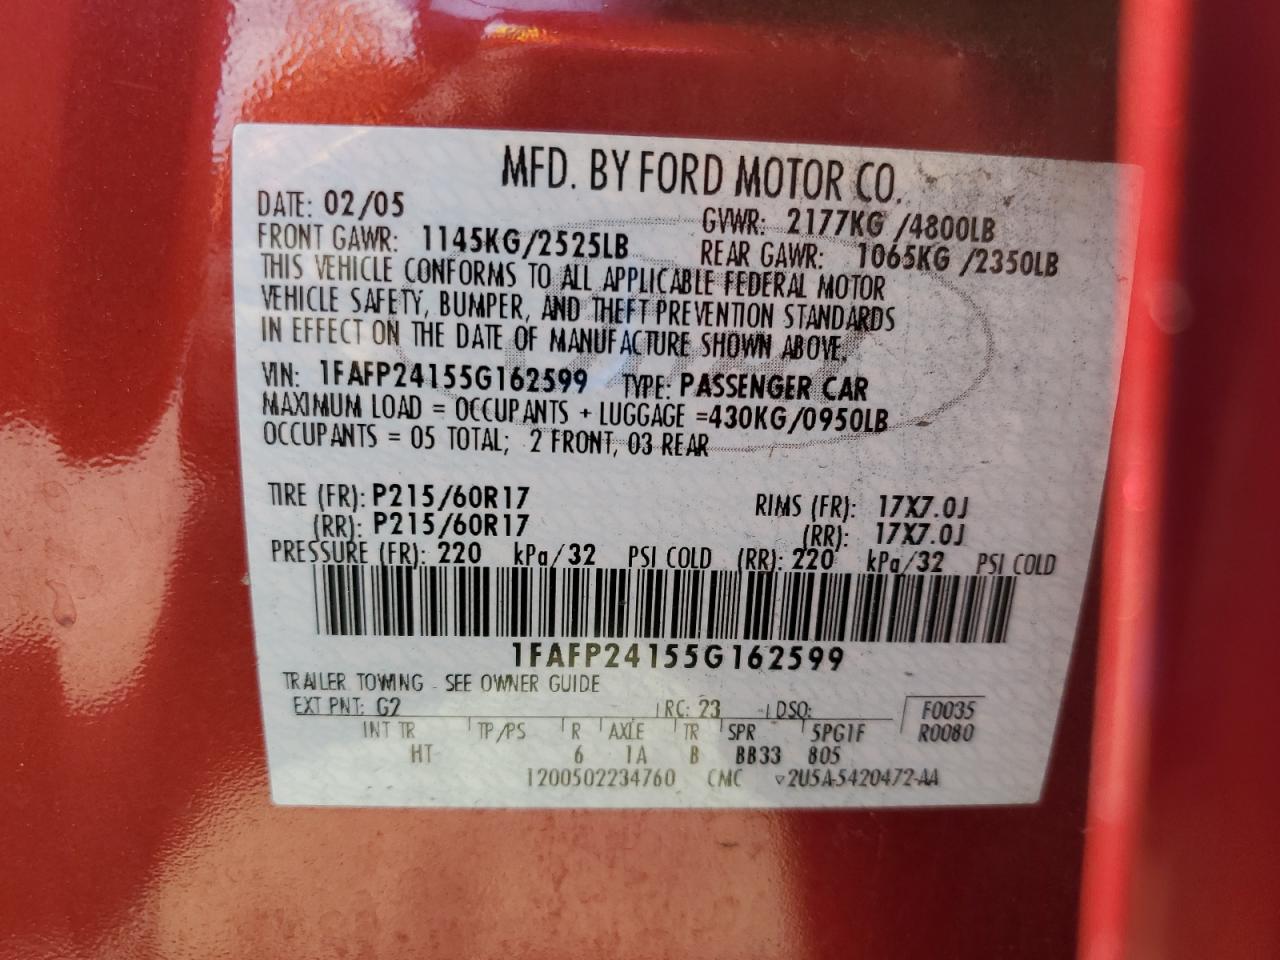 MFD. BY FORD MOTOR CO.
DATE: 02/05 GVWR: 2177KG /4800LB
FRONT GAWR: 1145KG/2525LB REAR GAWR: 1065KG /2350LB
THIS VEHICLE CONFORMS TO ALL APPLICABLE FEDERAL MOTOR
VEHICLE SAFETY, BUMPER, AND THEFT PREVENTION STANDARDS
IN EFFECT ON THE DATE OF MANUFACTURE SHOWN ABOVE.
VIN: 1FAFP24155G162599 TYPE: PASSENGER CAR
MAXIMUM LOAD = OCCUPANTS + LUGGAGE =430KG/0950LB
OCCUPANTS = 05 TOTAL; 2 FRONT, 03 REAR
TIRE (FR): P215/60R17 RIMS (FR): 17X7.0J
(RR): P215/60R17 (RR): 17X7.0J
PRESSURE (FR): 220 kPa/32 PSI COLD (RR): 220 kPa/32 PSI COLD
1FAFP24155G162599
TRAILER TOWING - SEE OWNER GUIDE
EXT PNT: G2 RC: 23 DSO: F0035
INT TR TP/PS R AXLE TR SPR 5PG1F R0080
HT 6 1A B BB33 805
1200502234760 CMC ▽2U5A-5420472-AA